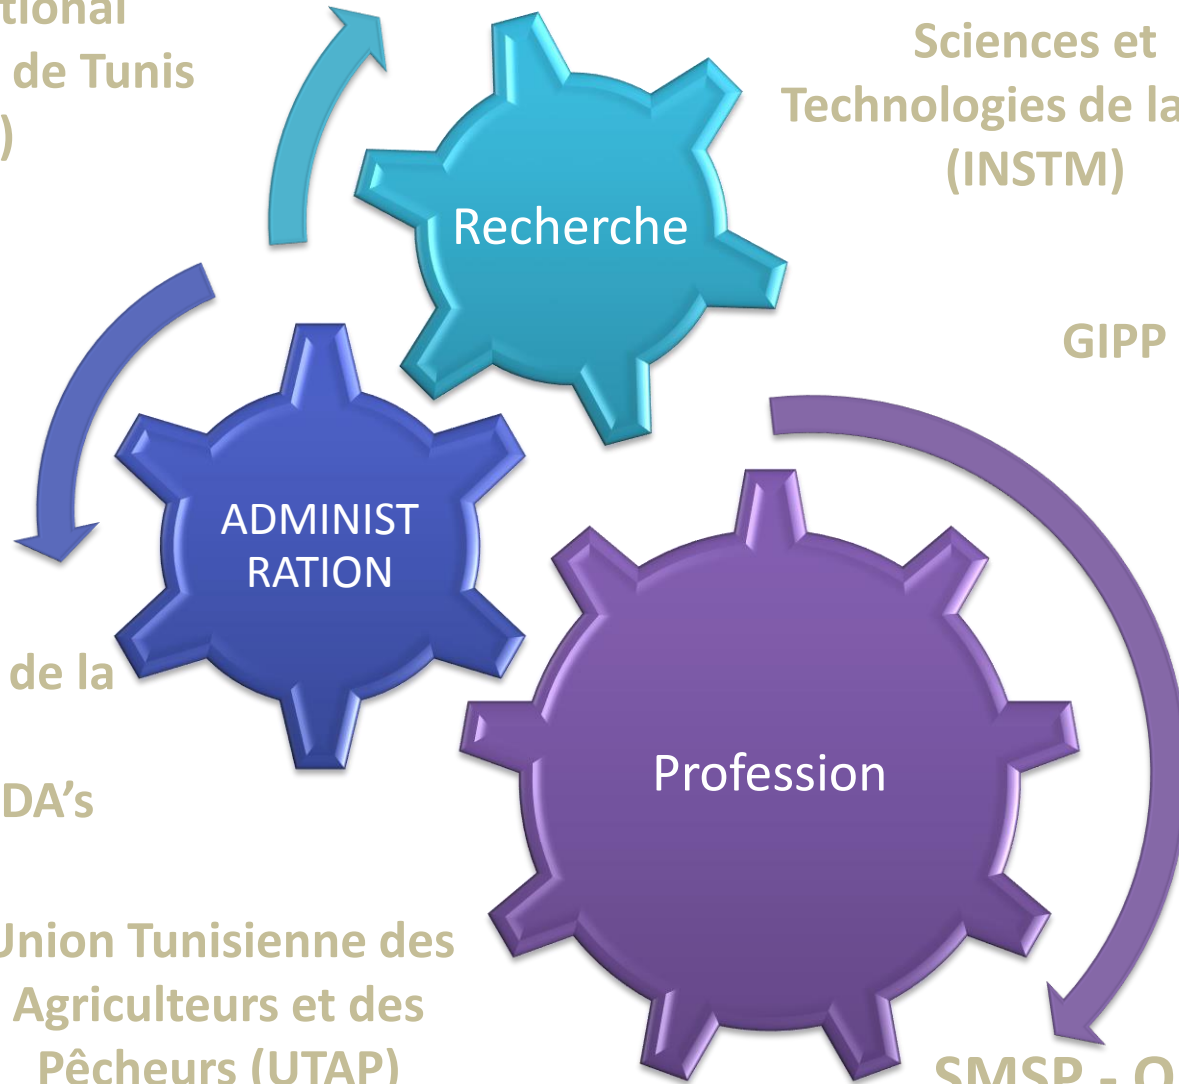 tional
de Tunis
)
Sciences et
Technologies de la
(INSTM)
Recherche
GIPP
ADMINIST
RATION
de la
DA’s
Profession
Union Tunisienne des
Agriculteurs et des
Pêcheurs (UTAP)
SMSP - O